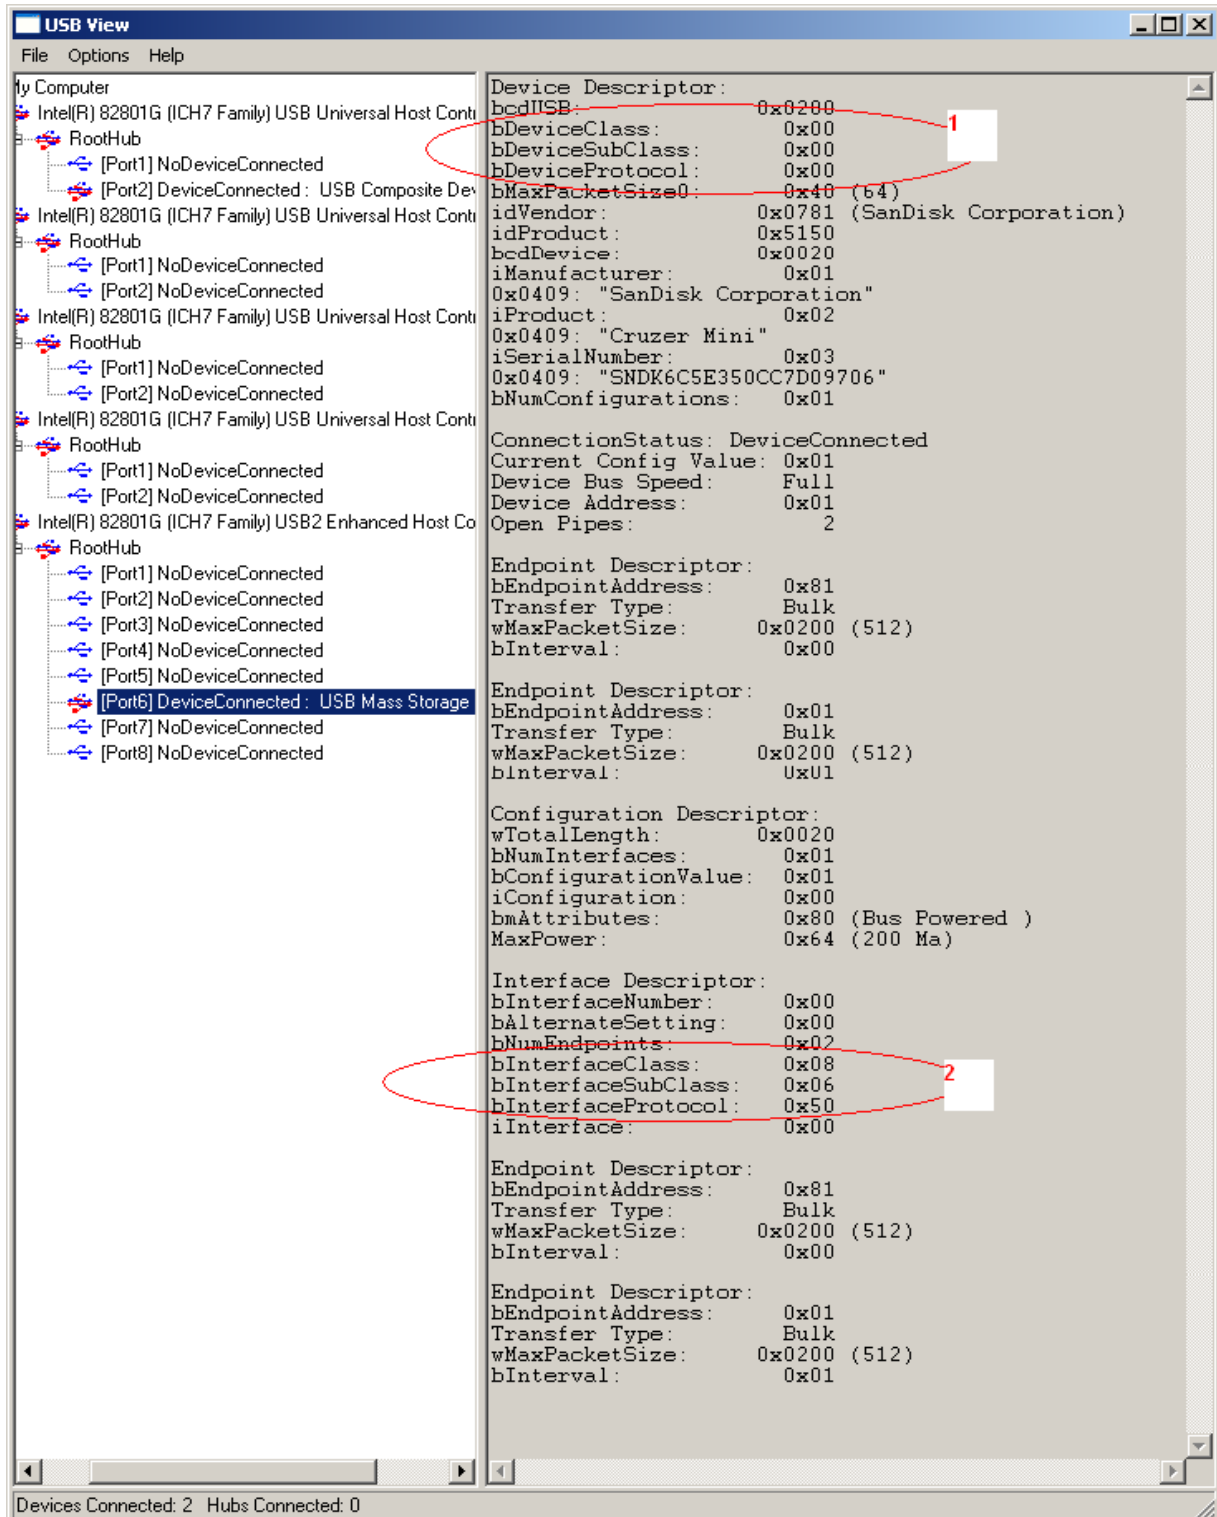 USB View
File Options Help
My Computer
Intel(R) 82801G (ICH7 Family) USB Universal Host Contr
RootHub
[Port1] NoDeviceConnected
[Port2] DeviceConnected : USB Composite Dev
Intel(R) 82801G (ICH7 Family) USB Universal Host Contr
RootHub
[Port1] NoDeviceConnected
[Port2] NoDeviceConnected
Intel(R) 82801G (ICH7 Family) USB Universal Host Contr
RootHub
[Port1] NoDeviceConnected
[Port2] NoDeviceConnected
Intel(R) 82801G (ICH7 Family) USB Universal Host Contr
RootHub
[Port1] NoDeviceConnected
[Port2] NoDeviceConnected
Intel(R) 82801G (ICH7 Family) USB2 Enhanced Host Co
RootHub
[Port1] NoDeviceConnected
[Port2] NoDeviceConnected
[Port3] NoDeviceConnected
[Port4] NoDeviceConnected
[Port5] NoDeviceConnected
[Port6] DeviceConnected : USB Mass Storage
[Port7] NoDeviceConnected
[Port8] NoDeviceConnected
Device Descriptor:
bcdUSB: 0x0200
bDeviceClass: 0x00
1
bDeviceSubClass: 0x00
bDeviceProtocol: 0x00
bMaxPacketSize0: 0x40 (64)
idVendor: 0x0781 (SanDisk Corporation)
idProduct: 0x5150
bcdDevice: 0x0020
iManufacturer: 0x01
0x0409: "SanDisk Corporation"
iProduct: 0x02
0x0409: "Cruzer Mini"
iSerialNumber: 0x03
0x0409: "SNDK6C5E350CC7D09706"
bNumConfigurations: 0x01
ConnectionStatus: DeviceConnected
Current Config Value: 0x01
Device Bus Speed: Full
Device Address: 0x01
Open Pipes: 2
Endpoint Descriptor:
bEndpointAddress: 0x81
Transfer Type: Bulk
wMaxPacketSize: 0x0200 (512)
bInterval: 0x00
Endpoint Descriptor:
bEndpointAddress: 0x01
Transfer Type: Bulk
wMaxPacketSize: 0x0200 (512)
bInterval: 0x01
Configuration Descriptor:
wTotalLength: 0x0020
bNumInterfaces: 0x01
bConfigurationValue: 0x01
iConfiguration: 0x00
bmAttributes: 0x80 (Bus Powered )
MaxPower: 0x64 (200 Ma)
Interface Descriptor:
bInterfaceNumber: 0x00
bAlternateSetting: 0x00
bNumEndpoints: 0x02
bInterfaceClass: 0x08
2
bInterfaceSubClass: 0x06
bInterfaceProtocol: 0x50
iInterface: 0x00
Endpoint Descriptor:
bEndpointAddress: 0x81
Transfer Type: Bulk
wMaxPacketSize: 0x0200 (512)
bInterval: 0x00
Endpoint Descriptor:
bEndpointAddress: 0x01
Transfer Type: Bulk
wMaxPacketSize: 0x0200 (512)
bInterval: 0x01
Devices Connected: 2 Hubs Connected: 0